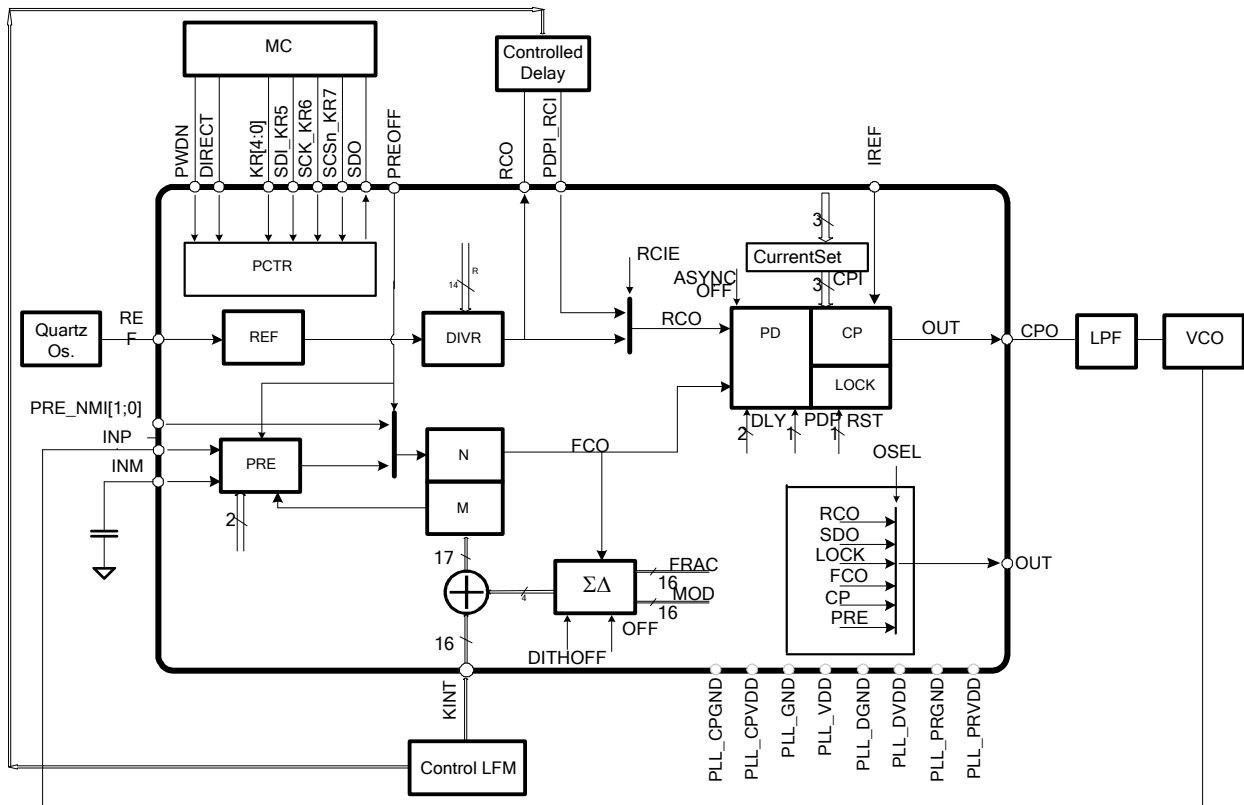 MC
Controlled
Delay
PWDN
DIRECT
KR[4:0]
SDI_KR5
SCK_KR6
SCSn_KR7
SDO
PREOFF
RCO
PDPI_RCI
IREF
PCTR
3
CurrentSet
3
CPI
RCIE
ASYNC
OFF
14
R
Quartz
Os.
RE
F
REF
DIVR
RCO
PD
CP
LOCK
OUT
CPO
LPF
VCO
PRE_NMI[1;0]
INP
INM
PRE
2
N
M
FCO
2
DLY
1
PDP
1
RST
OSEL
RCO
SDO
LOCK
FCO
CP
PRE
OUT
17
4
ΣΔ
FRAC
16
MOD
16
OFF
DITHOFF
16
KINT
PLL_CPGND
PLL_CPVDD
PLL_GND
PLL_VDD
PLL_DGND
PLL_DVDD
PLL_PRGND
PLL_PRVDD
Control LFM